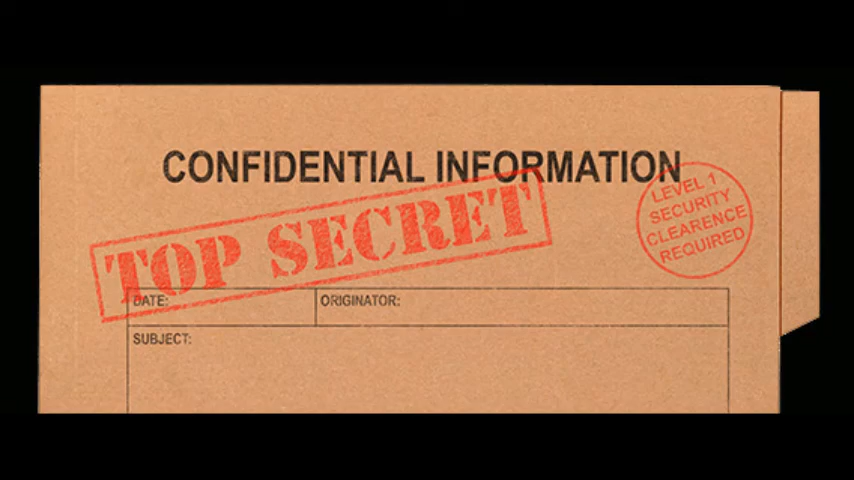 CONFIDENTIAL INFORMATION
TOP SECRET
LEVEL 1
SECURITY
CLEARENCE
REQUIRED
DATE: ORIGINATOR:
SUBJECT: